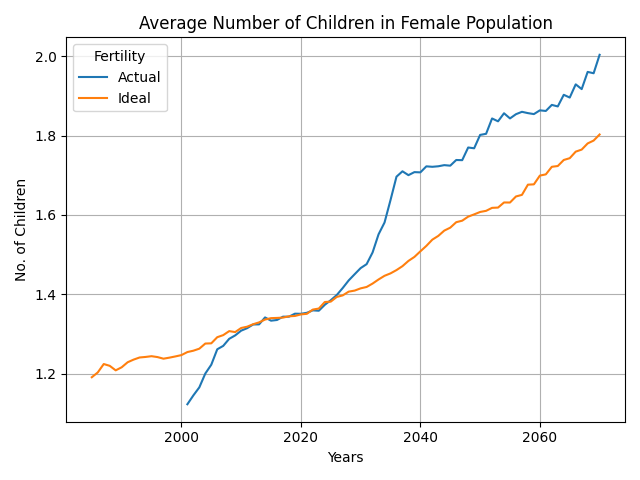 Average Number of Children in Female Population
Fertility
Actual
Ideal
No. of Children
2.0
1.8
1.6
1.4
1.2
2000
2020
2040
2060
Years